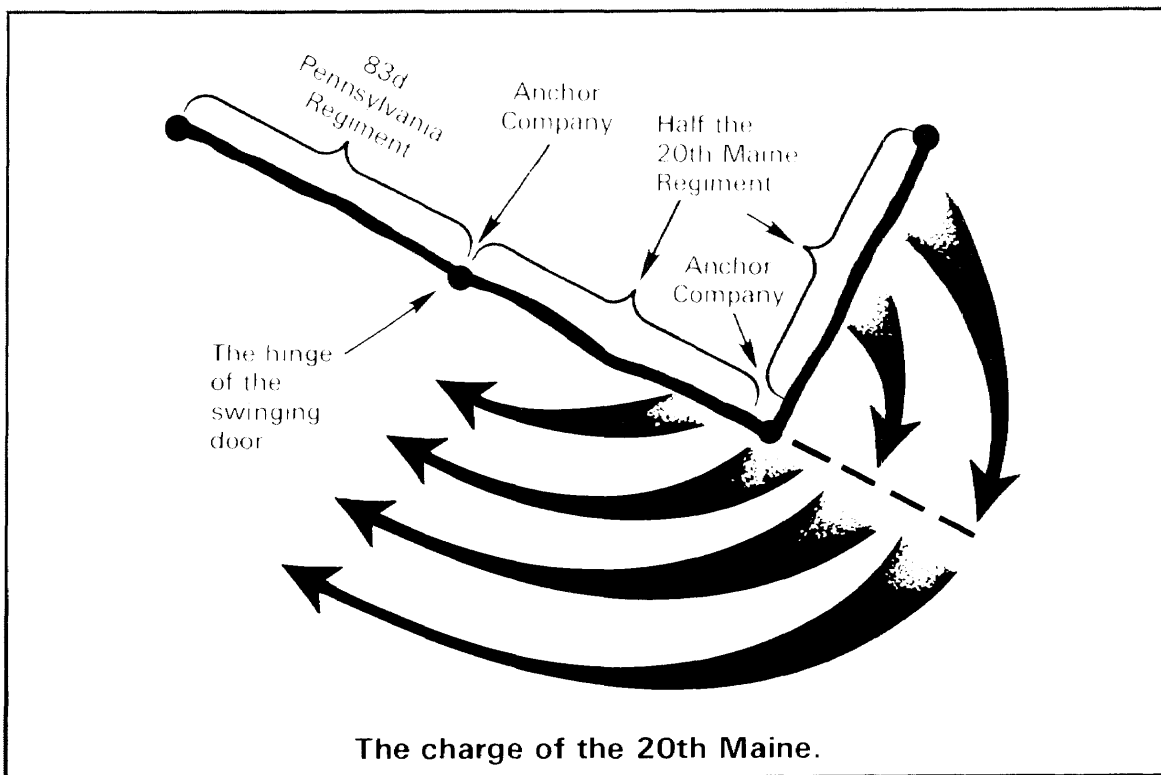 83d
Pennsylvania
Regiment
Anchor
Company
Half the
20th Maine
Regiment
Anchor
Company
The hinge
of the
swinging
door
The charge of the 20th Maine.